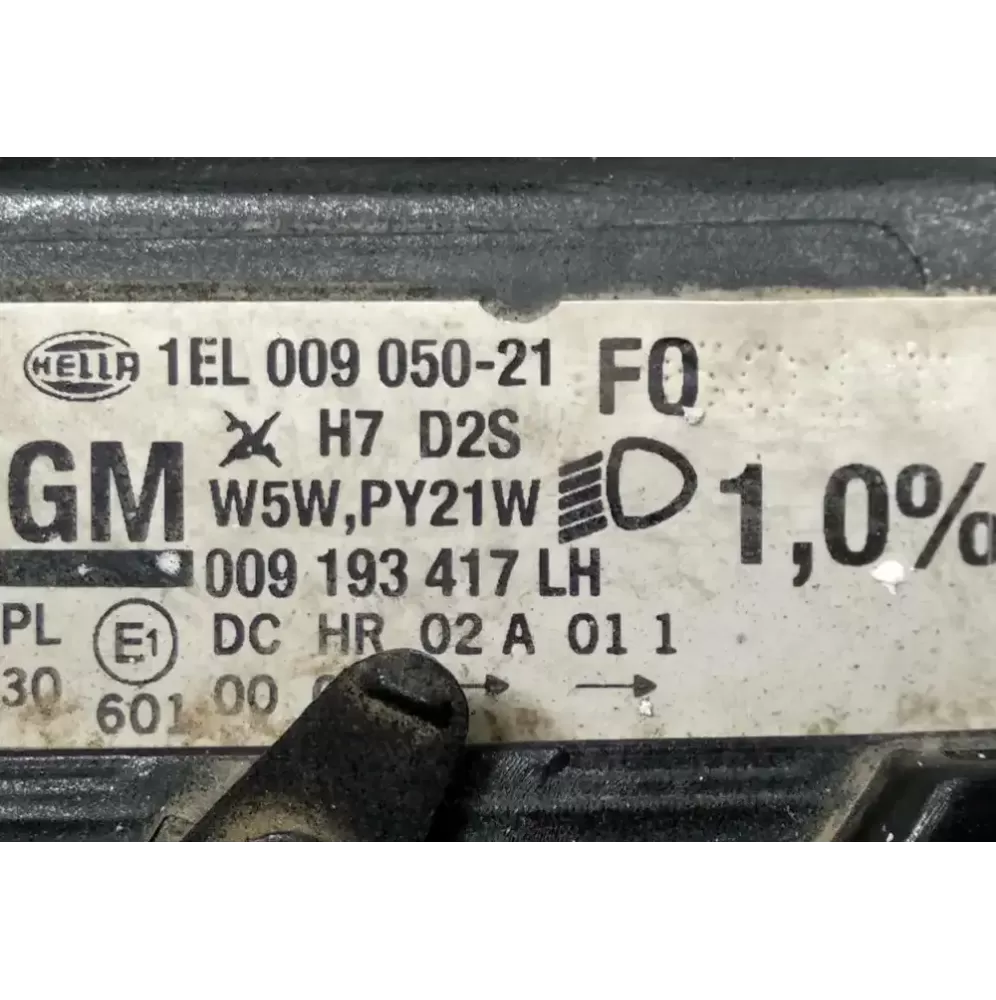 HELLA 1EL 009 050-21 FO
H7 D2S
GM W5W,PY21W 1,0%
009 193 417 LH
PL E1 DC HR 02 A 01 1
30 601 00